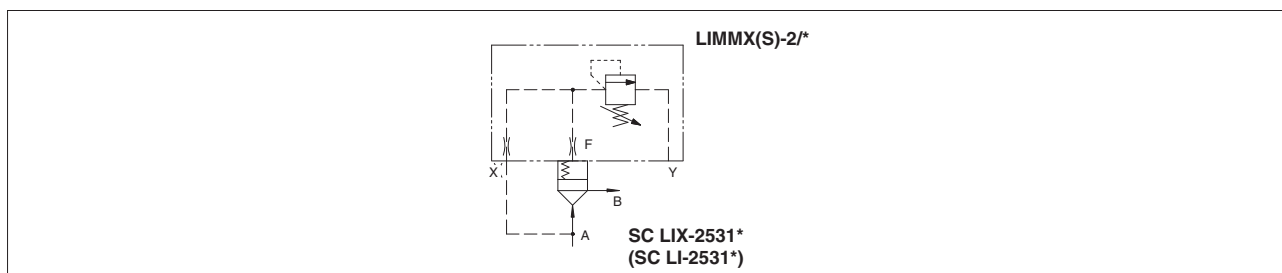 LIMMX(S)-2/*
F
X
Y
B
A
SC LIX-2531*
(SC LI-2531*)